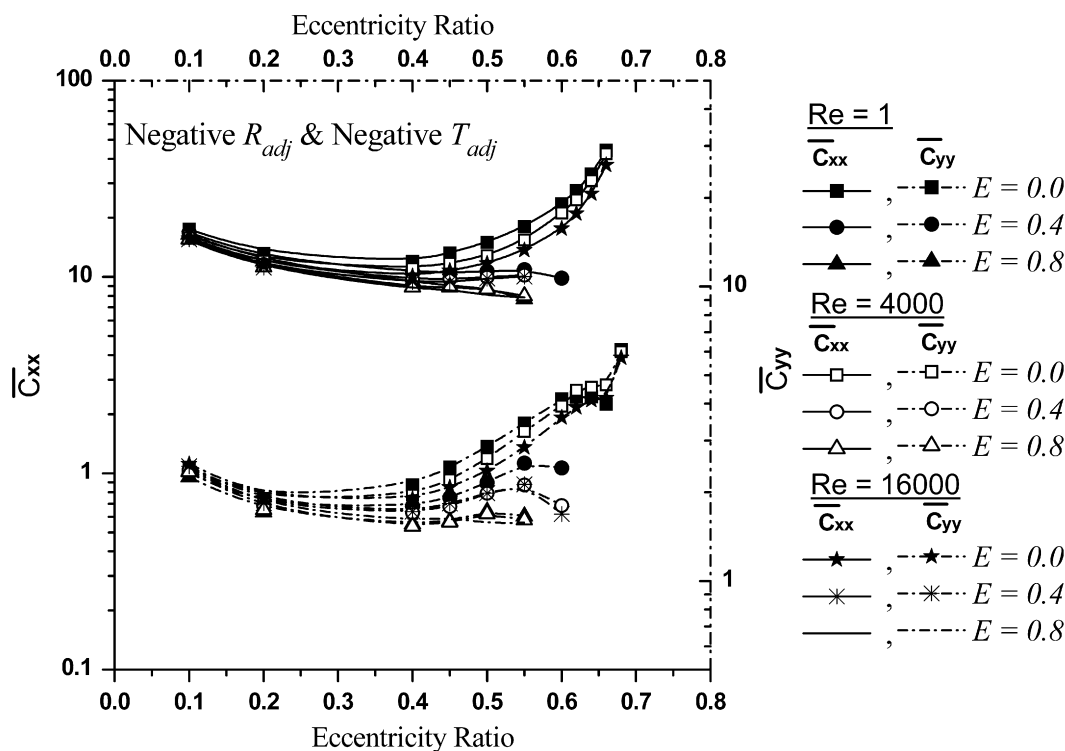 Eccentricity Ratio
0.0 0.1 0.2 0.3 0.4 0.5 0.6 0.7 0.8
100
10
1
0.1
C̅xx
Negative R_adj & Negative T_adj
10
1
C̅yy
0.0 0.1 0.2 0.3 0.4 0.5 0.6 0.7 0.8
Eccentricity Ratio
Re = 1
C̅xx C̅yy
, E = 0.0
, E = 0.4
, E = 0.8
Re = 4000
C̅xx C̅yy
, E = 0.0
, E = 0.4
, E = 0.8
Re = 16000
C̅xx C̅yy
, E = 0.0
, E = 0.4
, E = 0.8